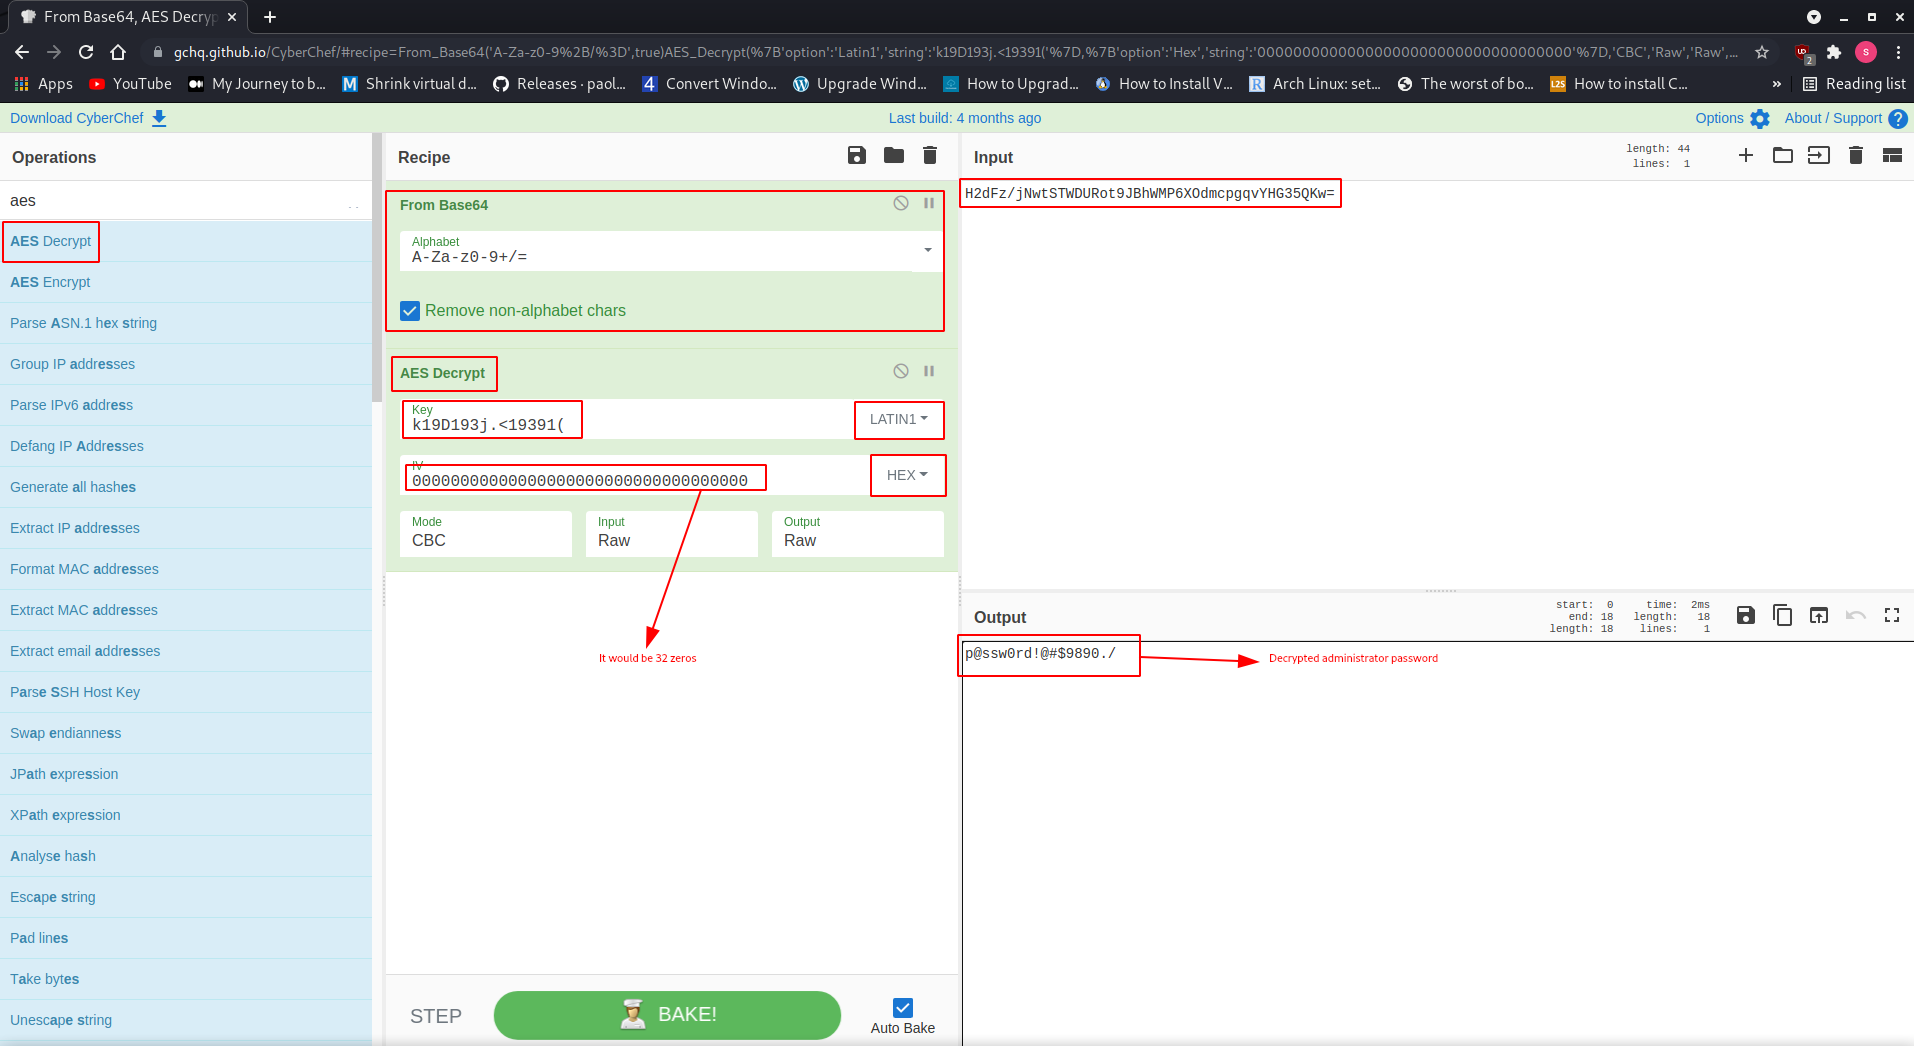 From Base64, AES Decryp
gchq.github.io/CyberChef/#recipe=From_Base64('A-Za-z0-9%2B/%3D',true)AES_Decrypt(%7B'option':'Latin1','string':'k19D193j.<19391('%7D,%7B'option':'Hex','string':'00000000000000000000000000000000'%7D,'CBC','Raw','Raw',...
S
2
Apps
YouTube
My Journey to b...
Shrink virtual d...
Releases · paol...
Convert Windo...
Upgrade Wind...
How to Upgrad...
How to Install V...
Arch Linux: set...
The worst of bo...
How to install C...
»
Reading list
Download CyberChef
Last build: 4 months ago
Options
About / Support
Operations
aes
AES Decrypt
AES Encrypt
Parse ASN.1 hex string
Group IP addresses
Parse IPv6 address
Defang IP Addresses
Generate all hashes
Extract IP addresses
Format MAC addresses
Extract MAC addresses
Extract email addresses
Parse SSH Host Key
Swap endianness
JPath expression
XPath expression
Analyse hash
Escape string
Pad lines
Take bytes
Unescape string
Recipe
From Base64
Alphabet
A-Za-z0-9+/=
Remove non-alphabet chars
AES Decrypt
Key
k19D193j.<19391(
LATIN1
IV
00000000000000000000000000000000
HEX
Mode
CBC
Input
Raw
Output
Raw
It would be 32 zeros
STEP
BAKE!
Auto Bake
Input
length: 44
lines: 1
H2dFz/jNwtSTWDURot9JBhWMP6XOdmcpgqvYHG35QKw=
Output
start: 0 time: 2ms
end: 18 length: 18
length: 18 lines: 1
p@ssw0rd!@#$9890./
Decrypted administrator password